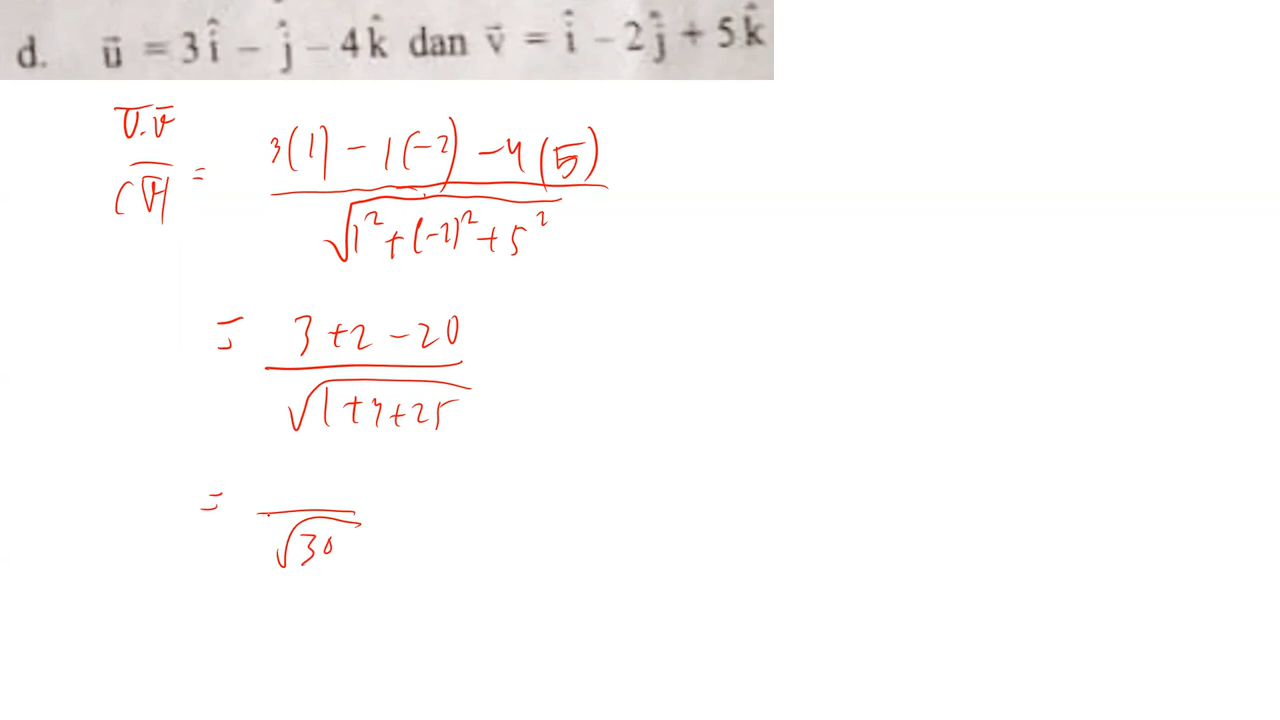 d. ū = 3î - ĵ - 4k̂ dan v̄ = î - 2ĵ + 5k̂
ū.v̄
|v̄| = 3(1) - 1(-2) - 4(5)
√1² + (-2)² + 5²
= 3 + 2 - 20
√1 + 4 + 25
=
√30